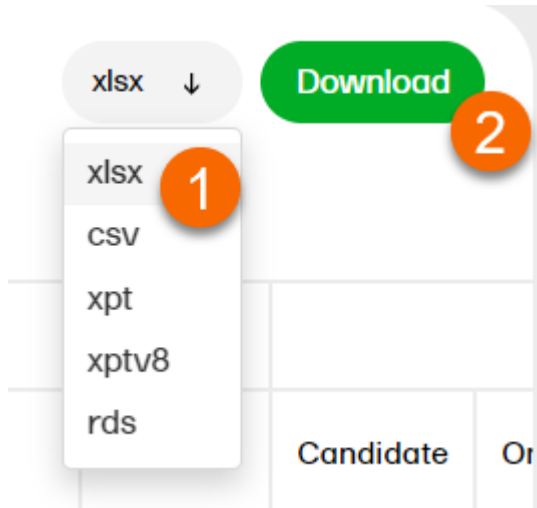 xlsx ↓ Download
2
xlsx
1
csv
xpt
xptv8
rds
Candidate